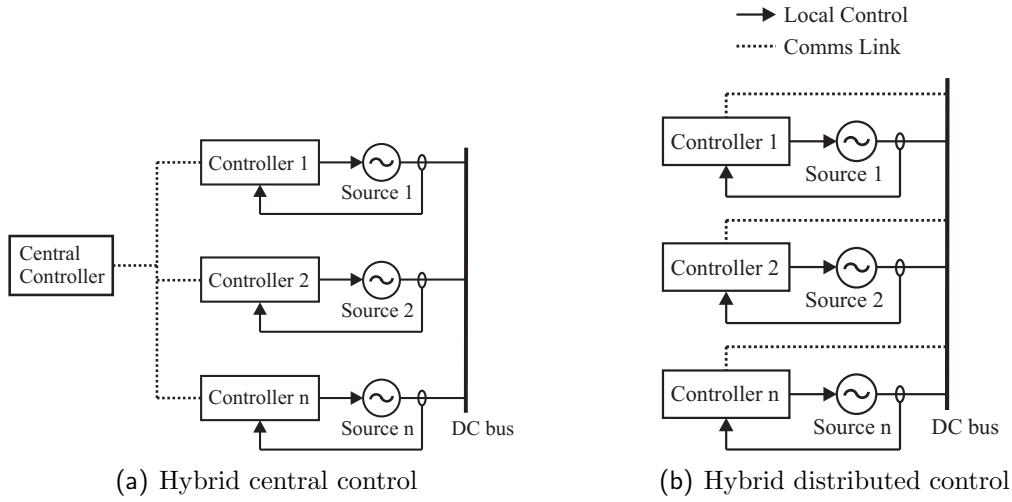 Local Control
Comms Link
Central
Controller
Controller 1
Source 1
Controller 2
Source 2
Controller n
Source n
DC bus
(a) Hybrid central control
Controller 1
Source 1
Controller 2
Source 2
Controller n
Source n
DC bus
(b) Hybrid distributed control